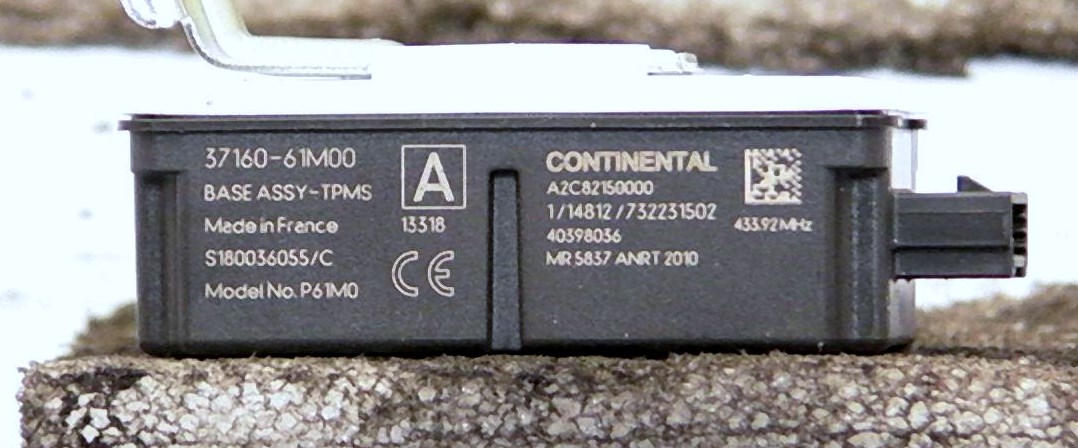 37160-61M00
BASE ASSY-TPMS
Made in France
S180036055/C
Model No. P61M0
A
13318
CE
CONTINENTAL
A2C82150000
1/14812/732231502
40398036
MR 5837 ANRT 2010
433.92MHz